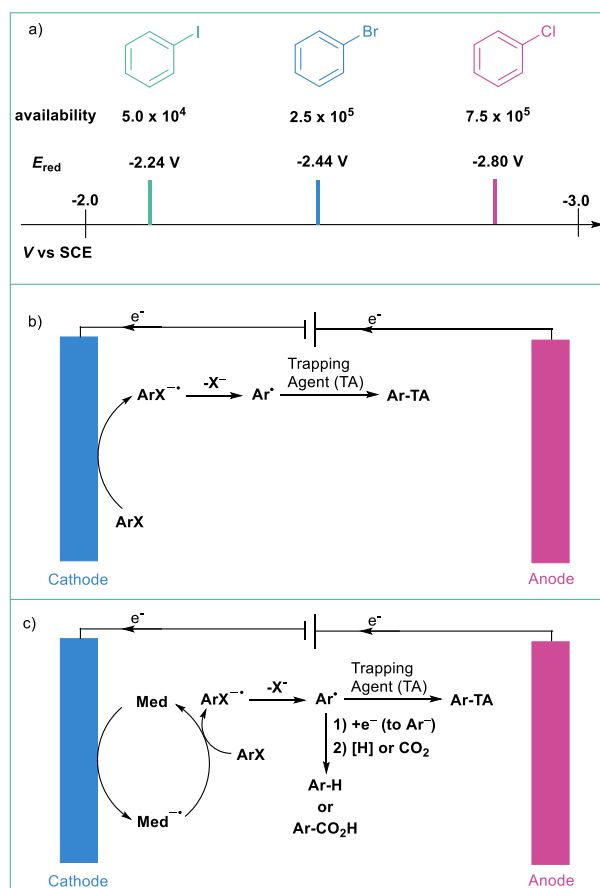 a)
I
Br
Cl
availability 5.0 x 10⁴ 2.5 x 10⁵ 7.5 x 10⁵
E_red -2.24 V -2.44 V -2.80 V
-2.0 -3.0
V vs SCE
b)
e⁻ e⁻
Trapping
Agent (TA)
ArX⁻• -X⁻ Ar• Ar-TA
ArX
Cathode Anode
c)
e⁻ e⁻
Trapping
Agent (TA)
Med ArX⁻• -X⁻ Ar• Ar-TA
1) +e⁻ (to Ar⁻)
ArX 2) [H] or CO₂
Ar-H
or
Med⁻• Ar-CO₂H
Cathode Anode